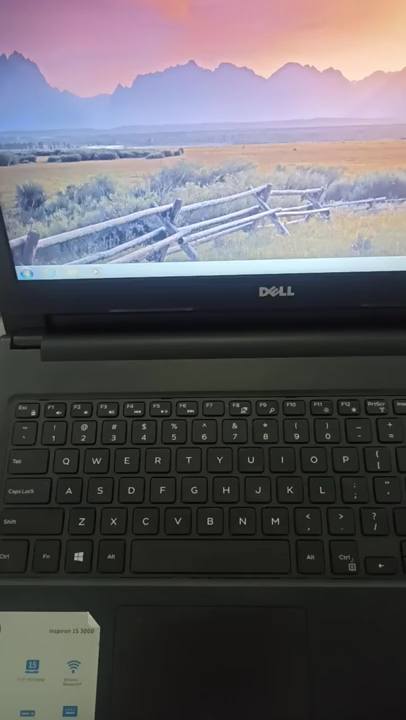 DELL
Esc F1 F2 F3 F4 F5 F6 F7 F8 F9 F10 F11 F12 PrtScr
~ ! @ # $ % ^ & * ( ) _ +
` 1 2 3 4 5 6 7 8 9 0 - =
Tab Q W E R T Y U I O P { [
Caps Lock A S D F G H J K L : ; " '
Shift Z X C V B N M < , > . ? /
Ctrl Fn Alt Alt Ctrl
Inspiron 15 3000
15